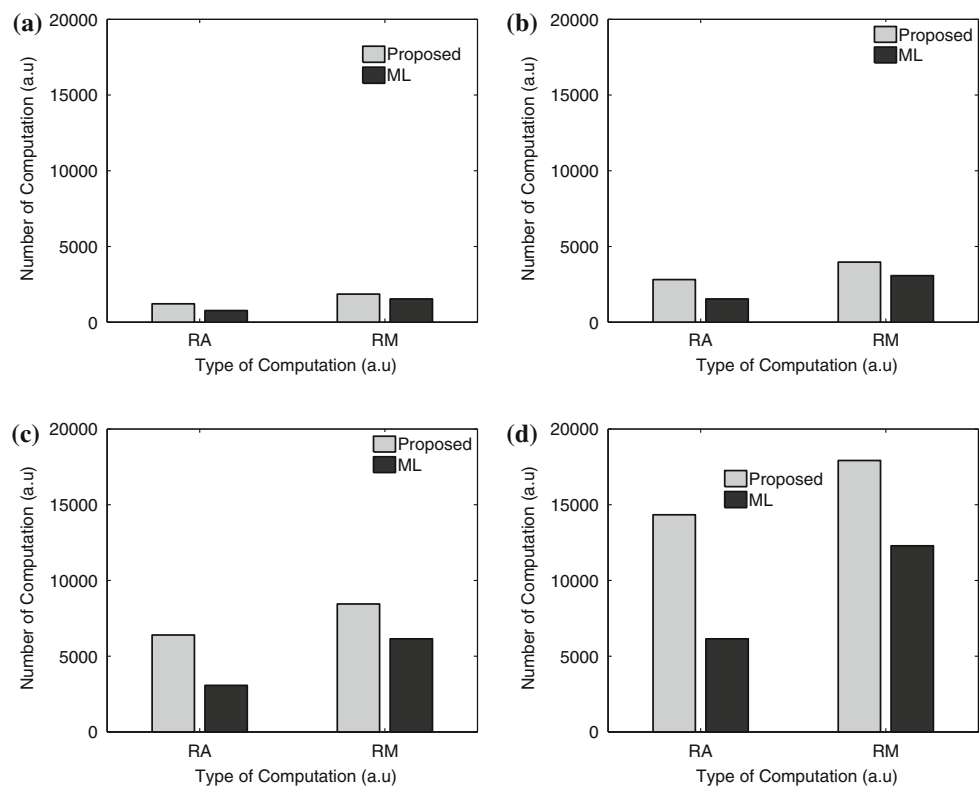 (a)
20000
15000
10000
5000
0
Number of Computation (a.u)
Proposed
ML
RA RM
Type of Computation (a.u)
(b)
20000
15000
10000
5000
0
Number of Computation (a.u)
Proposed
ML
RA RM
Type of Computation (a.u)
(c)
20000
15000
10000
5000
0
Number of Computation (a.u)
Proposed
ML
RA RM
Type of Computation (a.u)
(d)
20000
15000
10000
5000
0
Number of Computation (a.u)
Proposed
ML
RA RM
Type of Computation (a.u)